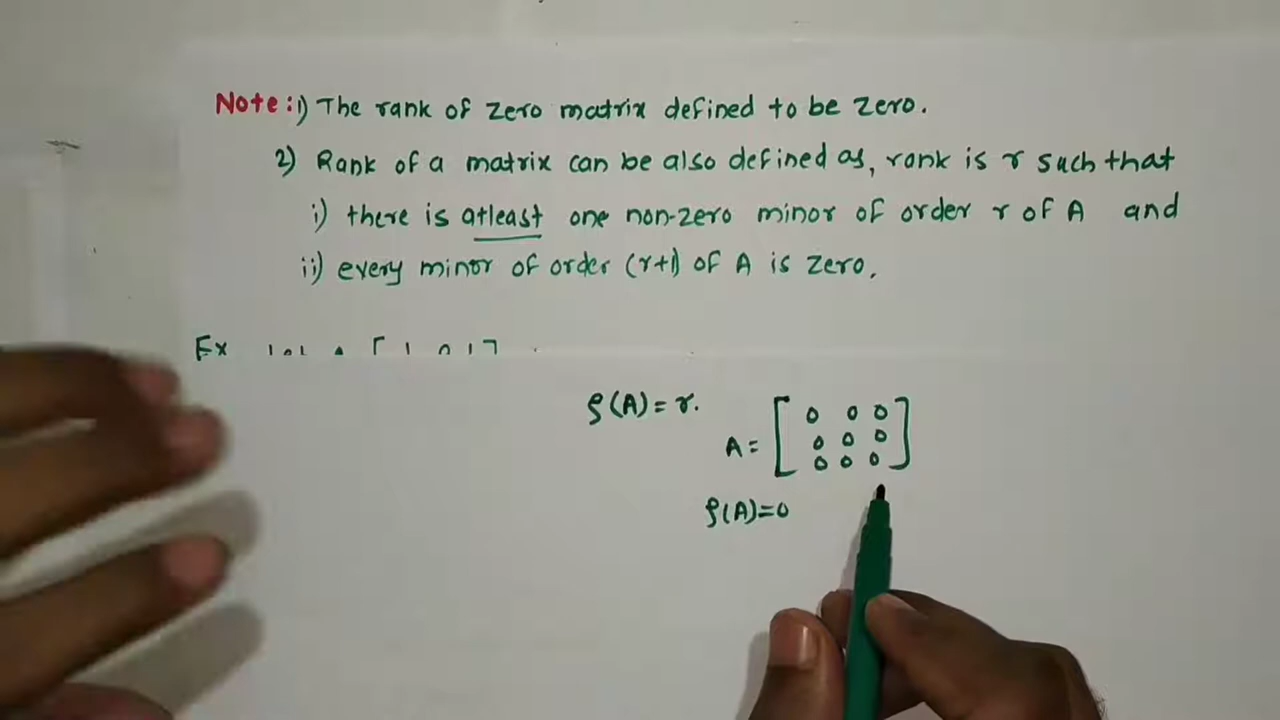 Note: 1) The rank of zero matrix defined to be zero.
2) Rank of a matrix can be also defined as, rank is r such that
i) there is atleast one non-zero minor of order r of A and
ii) every minor of order (r+1) of A is zero.
Ex
ρ(A) = r.
A = [ 0 0 0
0 0 0
0 0 0 ]
ρ(A)=0